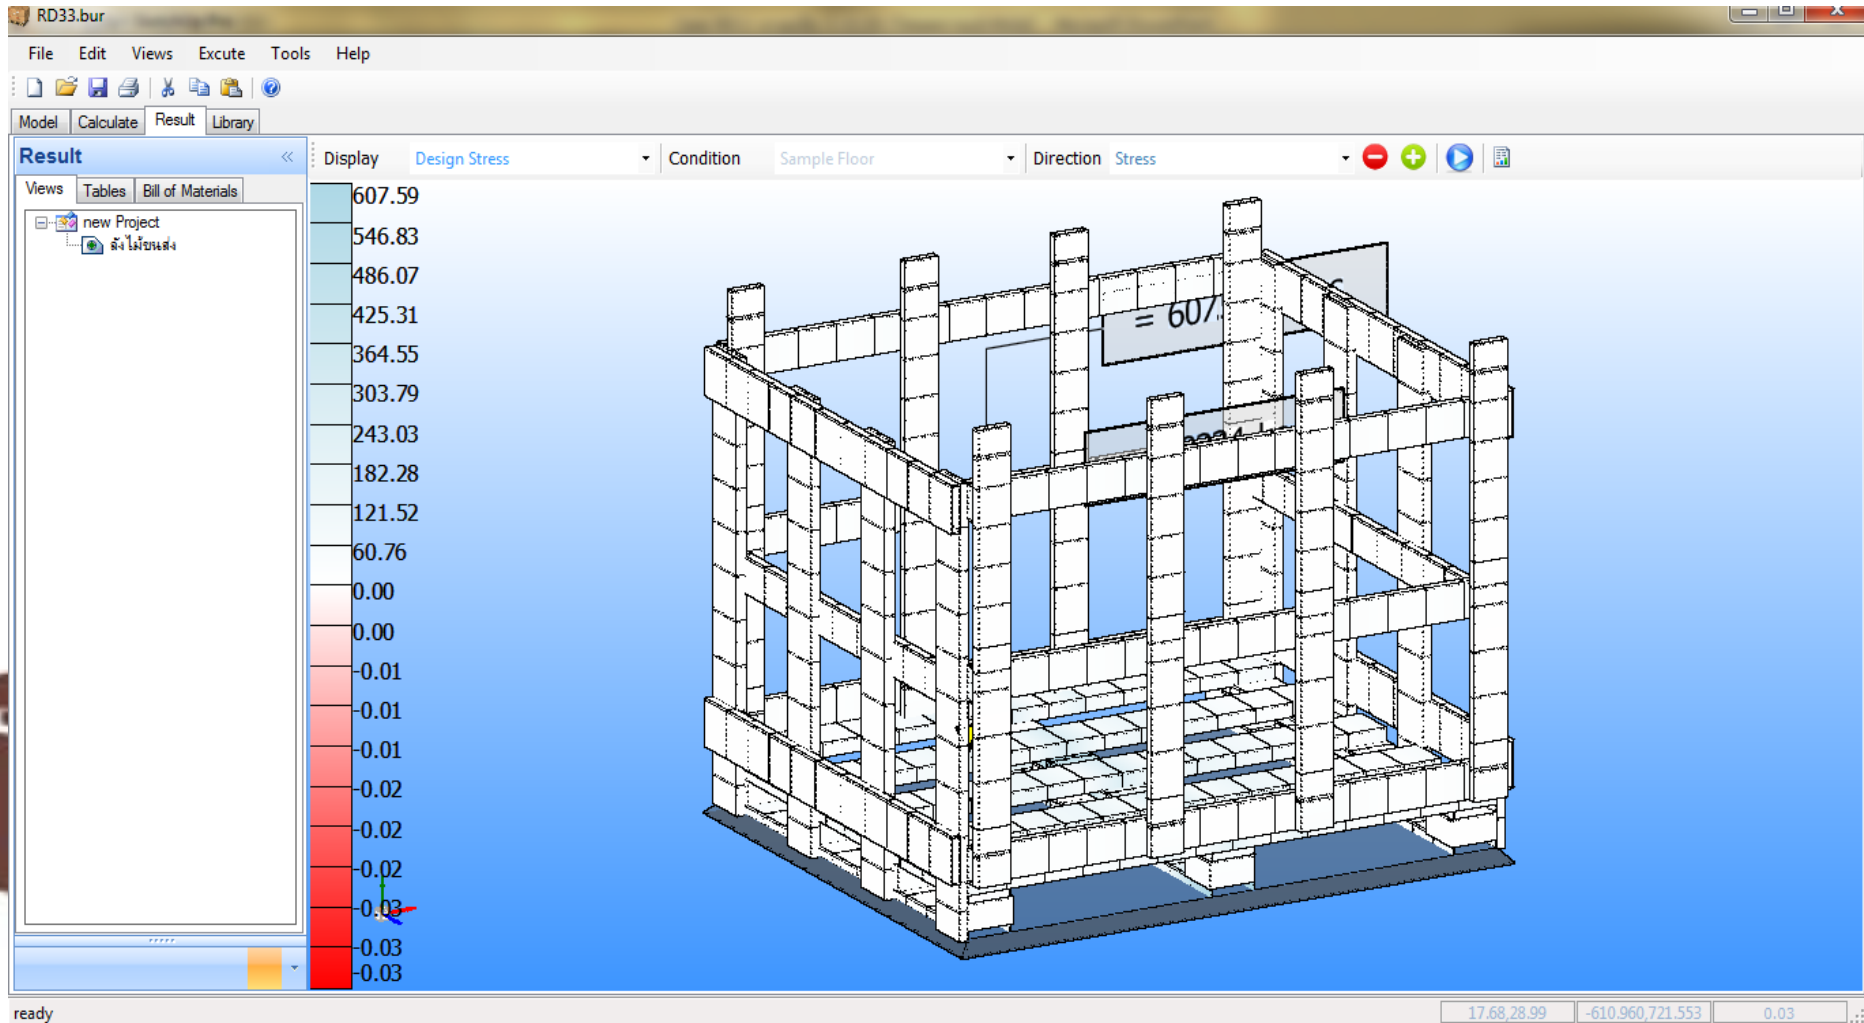 RD33.bur
File Edit Views Excute Tools Help
Model Calculate Result Library
Result
Display Design Stress Condition Sample Floor Direction Stress
Views Tables Bill of Materials
new Project
ลังไม้ขนส่ง
607.59
546.83
486.07
425.31
364.55
303.79
243.03
182.28
121.52
60.76
0.00
0.00
-0.01
-0.01
-0.01
-0.02
-0.02
-0.02
-0.03
-0.03
-0.03
= 607.
ready 17.68,28.99 -610.960,721.553 0.03